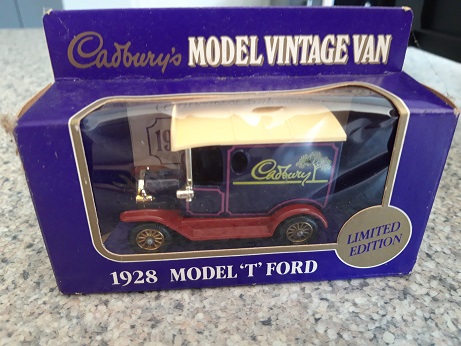 Cadbury's MODEL VINTAGE VAN
Cadbury
LIMITED
EDITION
1928 MODEL 'T' FORD